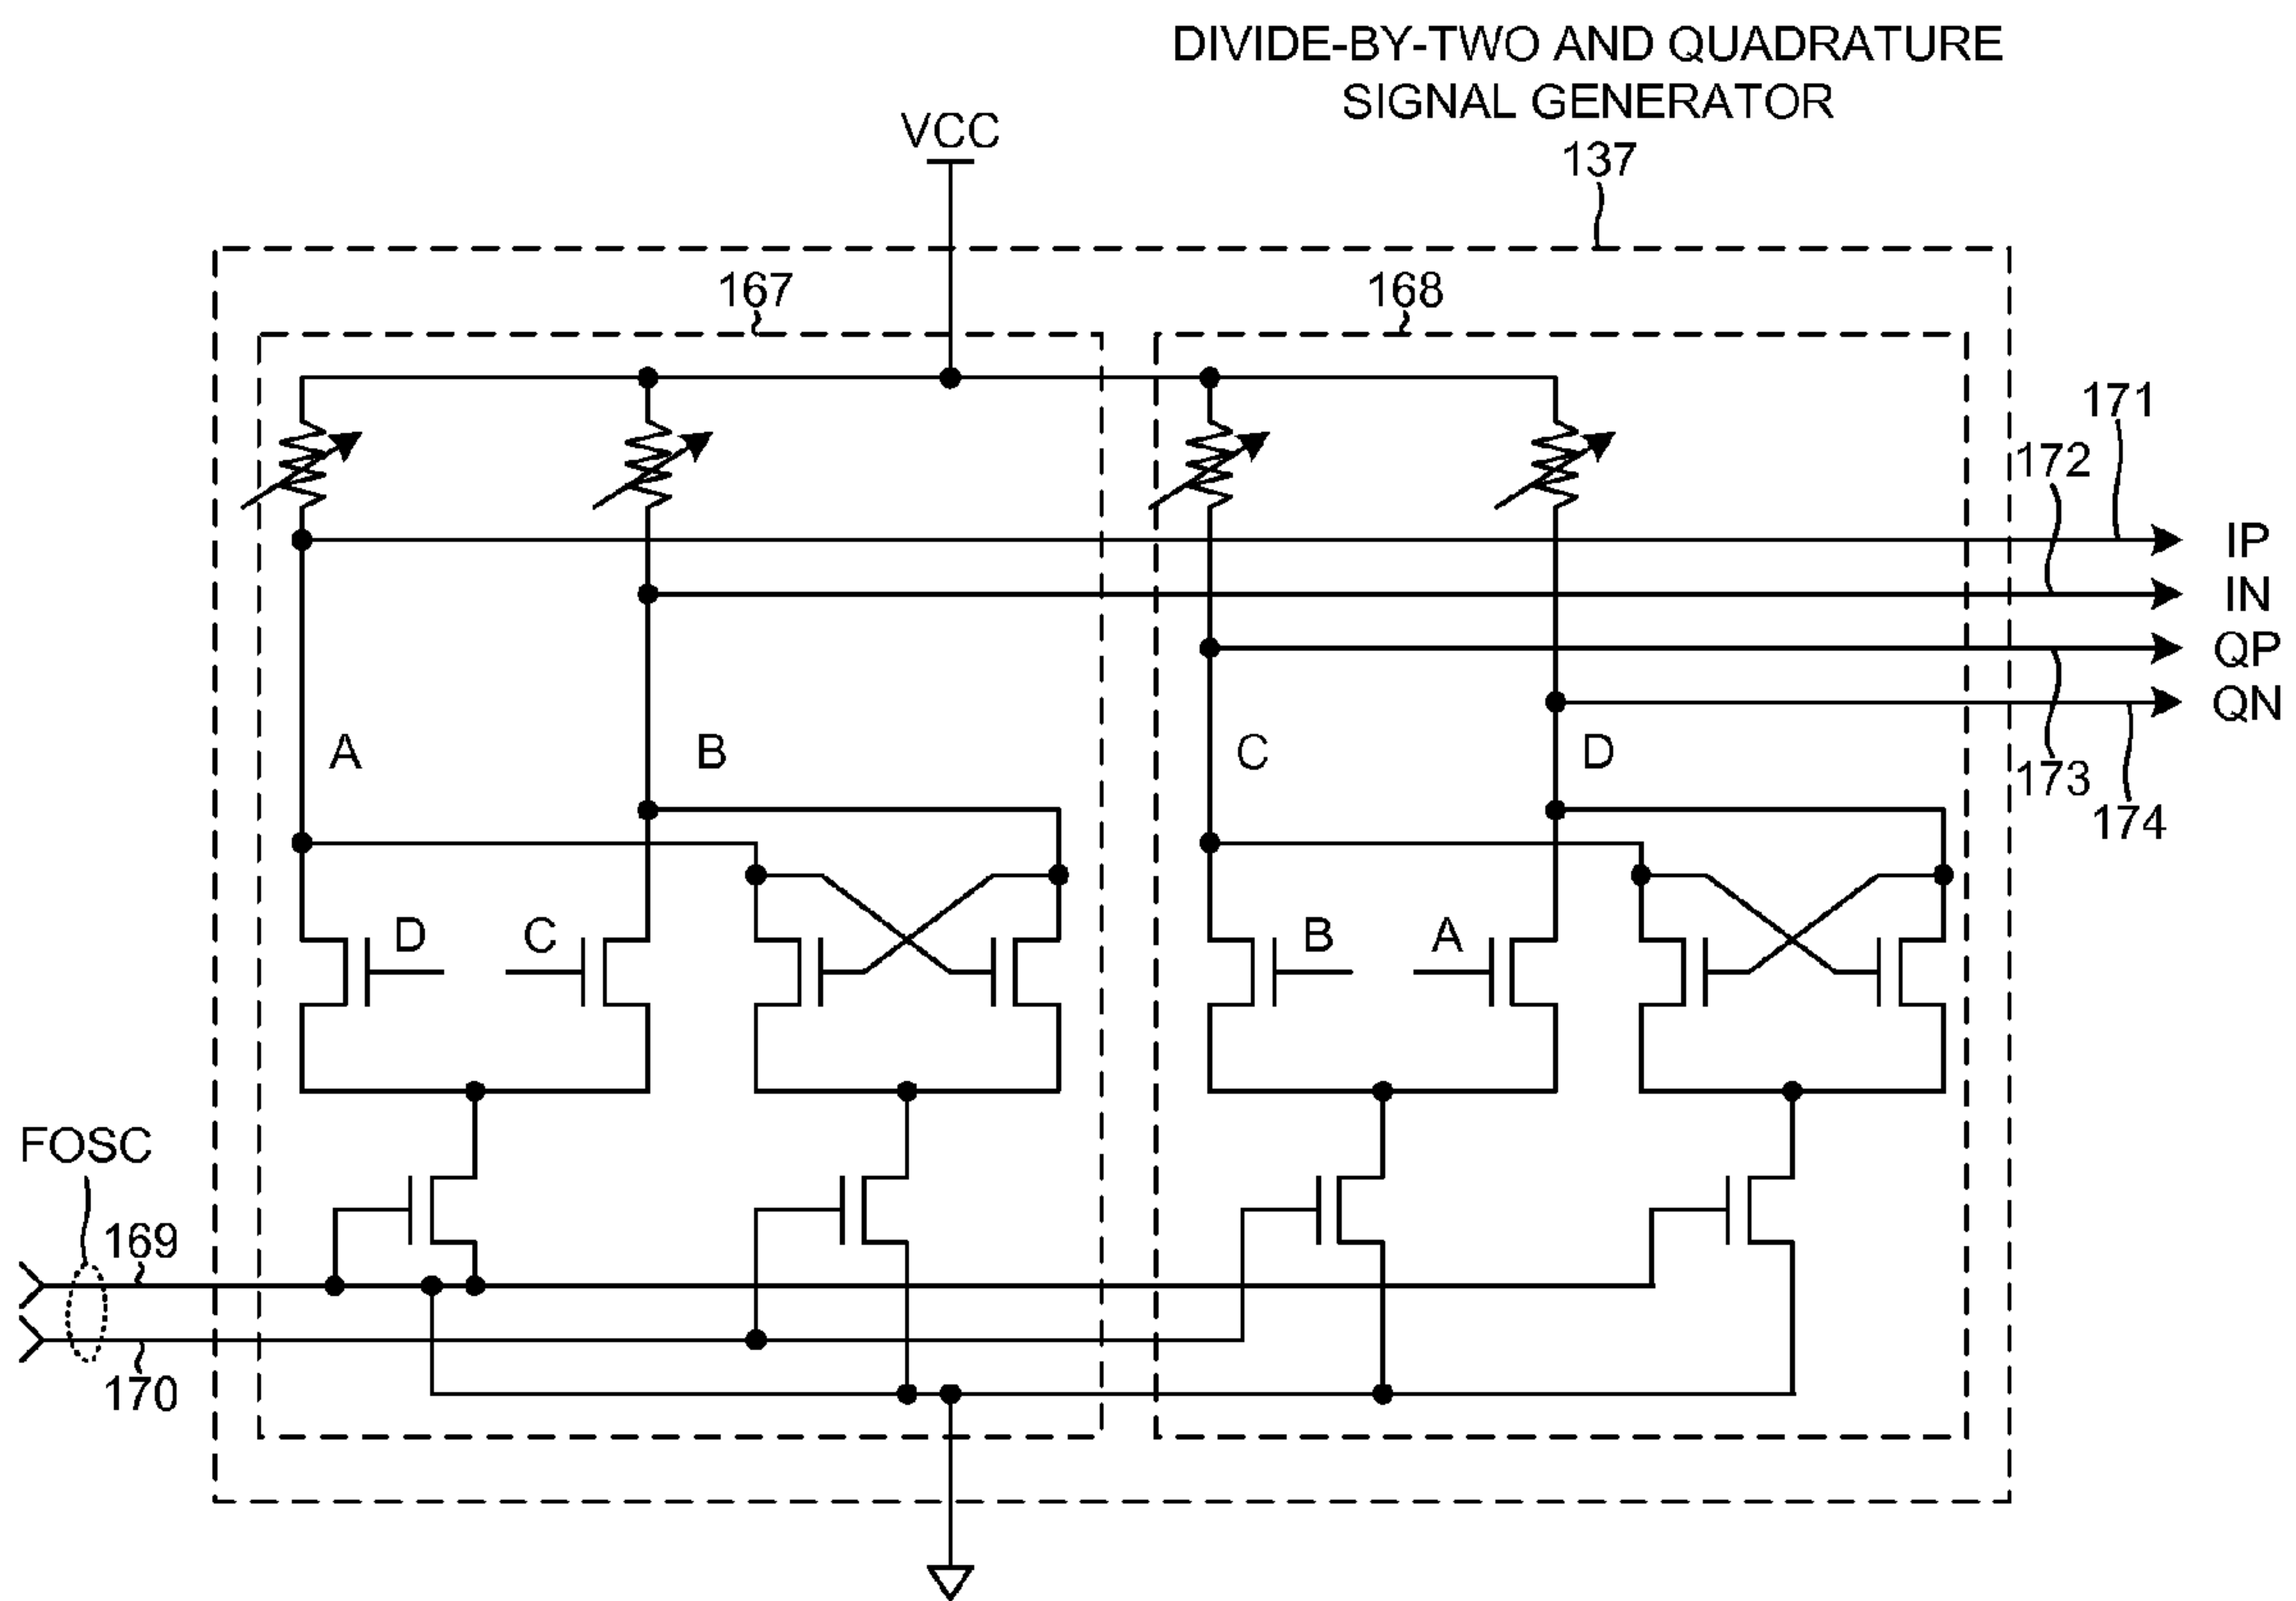 DIVIDE-BY-TWO AND QUADRATURE
SIGNAL GENERATOR
137
VCC
167
168
171
172
IP
IN
QP
QN
173
174
A
B
C
D
D
C
B
A
FOSC
169
170